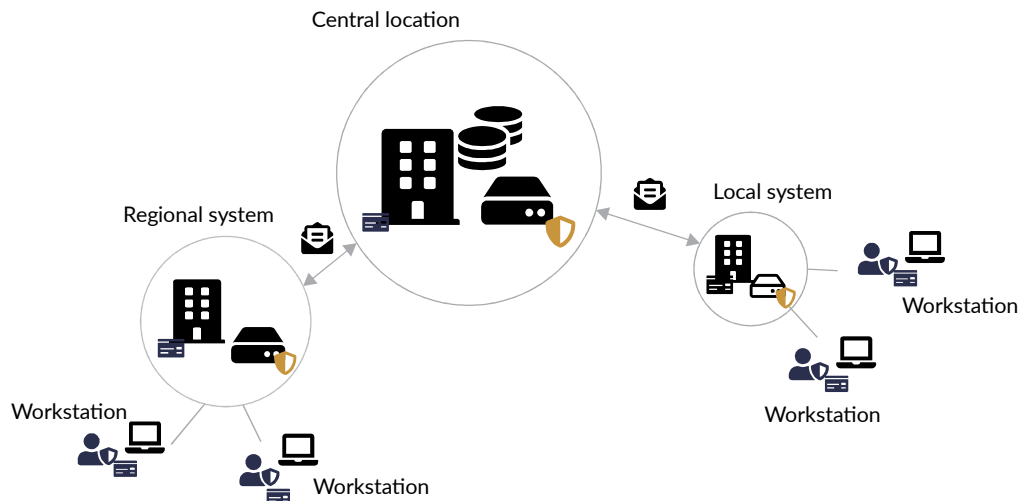 Central location
Local system
Regional system
Workstation
Workstation
Workstation
Workstation